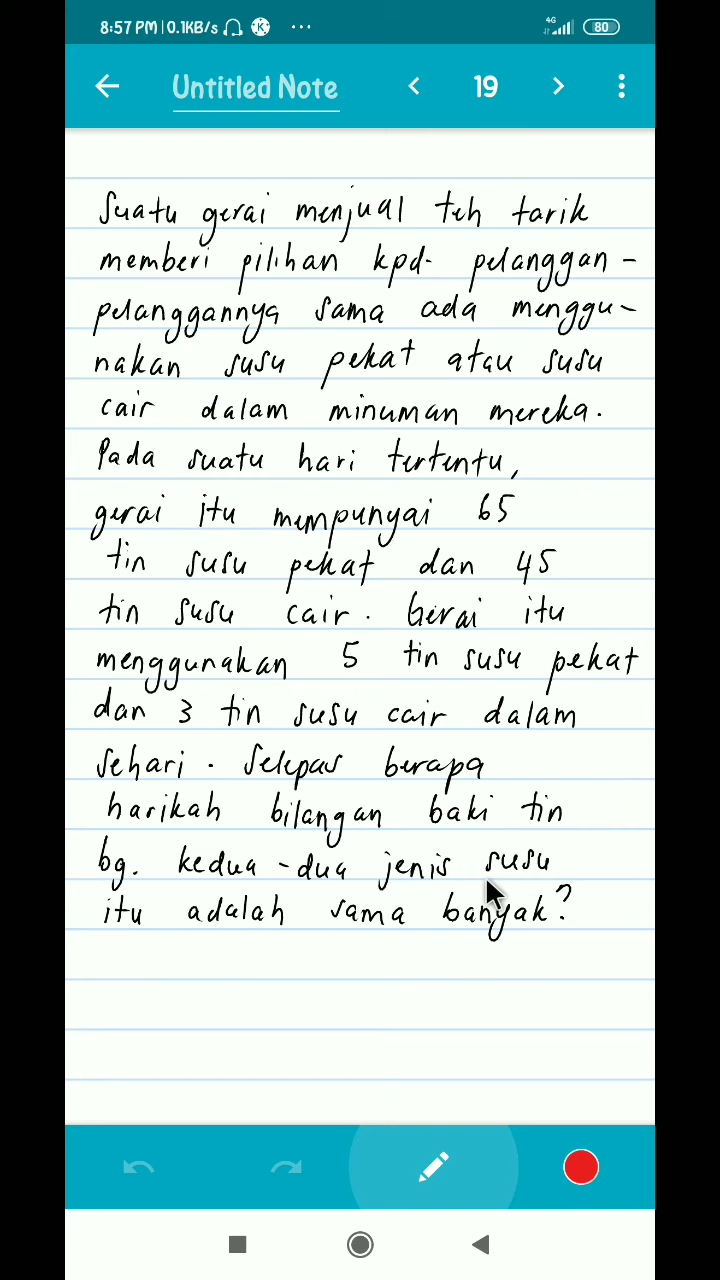 8:57 PM | 0.1KB/s K ...
4G 80
Untitled Note
19
Suatu gerai menjual teh tarik
memberi pilihan kpd. pelanggan-
pelanggannya sama ada menggu-
nakan susu pekat atau susu
cair dalam minuman mereka.
Pada suatu hari tertentu,
gerai itu mempunyai 65
tin susu pekat dan 45
tin susu cair. Gerai itu
menggunakan 5 tin susu pekat
dan 3 tin susu cair dalam
sehari. Selepas berapa
harikah bilangan baki tin
bg. kedua-dua jenis susu
itu adalah sama banyak?